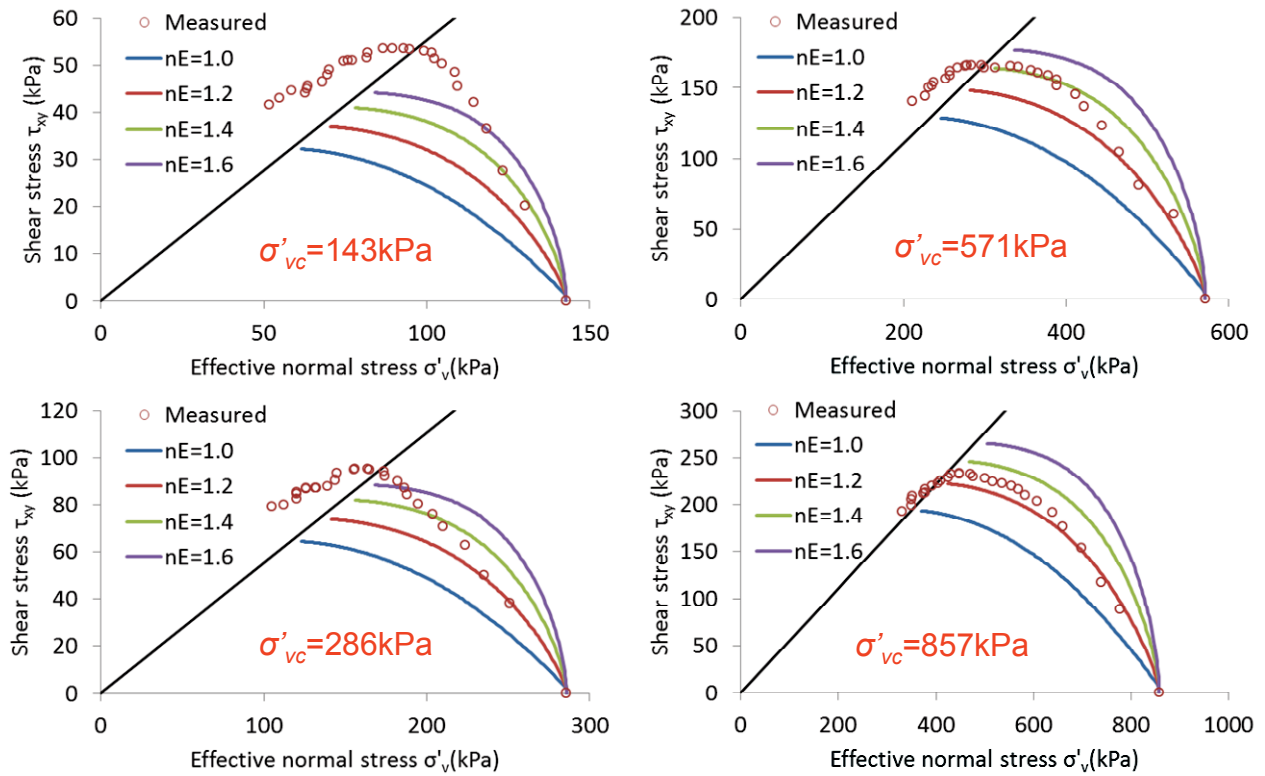 60
50
40
30
20
10
0
0
50
100
150
Shear stress τxy (kPa)
Effective normal stress σ'v(kPa)
Measured
nE=1.0
nE=1.2
nE=1.4
nE=1.6
σ'vc=143kPa
200
150
100
50
0
0
200
400
600
Shear stress τxy (kPa)
Effective normal stress σ'v(kPa)
Measured
nE=1.0
nE=1.2
nE=1.4
nE=1.6
σ'vc=571kPa
120
100
80
60
40
20
0
0
100
200
300
Shear stress τxy (kPa)
Effective normal stress σ'v(kPa)
Measured
nE=1.0
nE=1.2
nE=1.4
nE=1.6
σ'vc=286kPa
300
250
200
150
100
50
0
0
200
400
600
800
1000
Shear stress τxy (kPa)
Effective normal stress σ'v(kPa)
Measured
nE=1.0
nE=1.2
nE=1.4
nE=1.6
σ'vc=857kPa